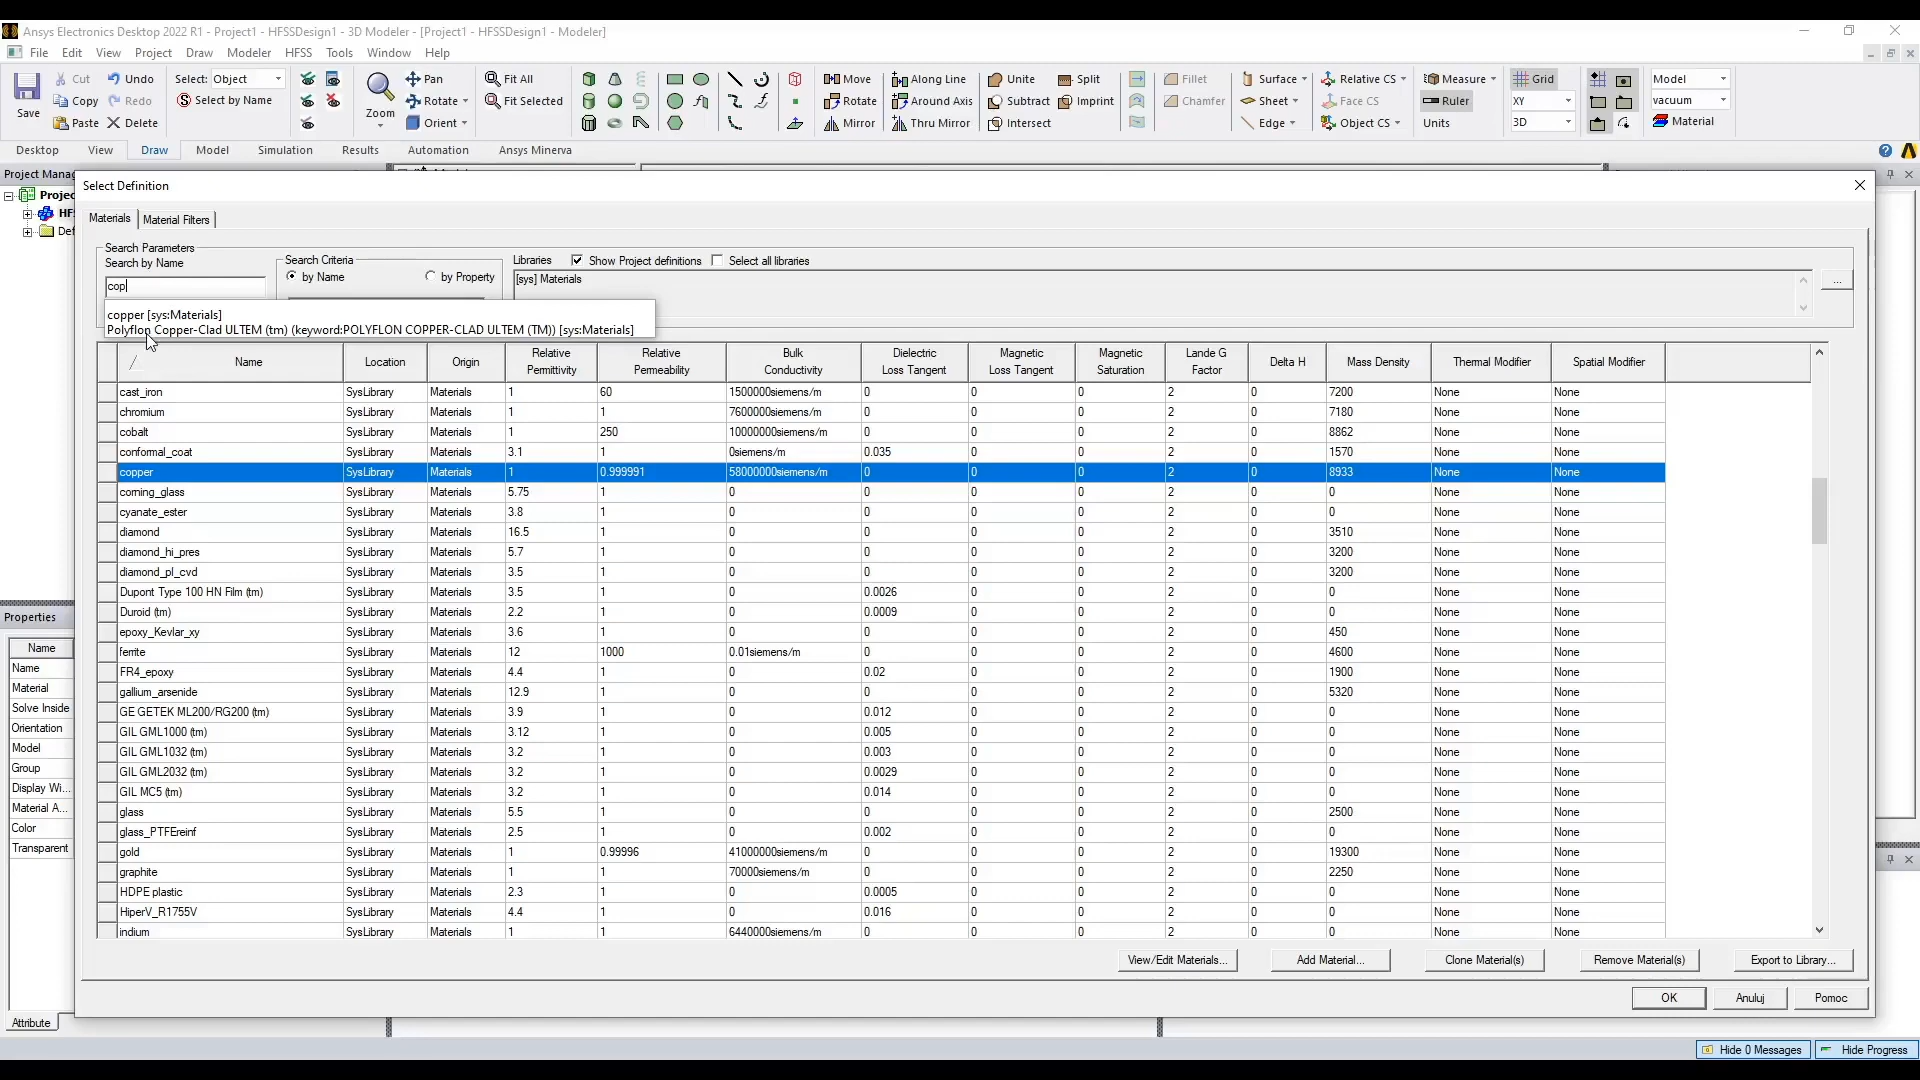 Ansys Electronics Desktop 2022 R1 - Project1 - HFSSDesign1 - 3D Modeler - [Project1 - HFSSDesign1 - Modeler]
File Edit View Project Draw Modeler HFSS Tools Window Help
Save Cut Undo Select: Object Pan Fit All Move Along Line Unite Split Fillet Surface Relative CS Measure Grid Model
Copy Redo Select by Name Zoom Rotate Fit Selected Rotate Around Axis Subtract Imprint Chamfer Sheet Face CS Ruler XY vacuum
Paste Delete Orient Mirror Thru Mirror Intersect Edge Object CS Units 3D Material
Desktop View Draw Model Simulation Results Automation Ansys Minerva
Project Manag
Projec
HF
Def
Select Definition
Materials Material Filters
Search Parameters
Search by Name
cop
Search Criteria
by Name by Property
Libraries Show Project definitions Select all libraries
[sys] Materials
...
copper [sys:Materials]
Polyflon Copper-Clad ULTEM (tm) (keyword:POLYFLON COPPER-CLAD ULTEM (TM)) [sys:Materials]
/ Name Location Origin Relative Permittivity Relative Permeability Bulk Conductivity Dielectric Loss Tangent Magnetic Loss Tangent Magnetic Saturation Lande G Factor Delta H Mass Density Thermal Modifier Spatial Modifier
cast_iron SysLibrary Materials 1 60 1500000siemens/m 0 0 0 2 0 7200 None None
chromium SysLibrary Materials 1 1 7600000siemens/m 0 0 0 2 0 7180 None None
cobalt SysLibrary Materials 1 250 10000000siemens/m 0 0 0 2 0 8862 None None
conformal_coat SysLibrary Materials 3.1 1 0siemens/m 0.035 0 0 2 0 1570 None None
copper SysLibrary Materials 1 0.999991 58000000siemens/m 0 0 0 2 0 8933 None None
corning_glass SysLibrary Materials 5.75 1 0 0 0 0 2 0 0 None None
cyanate_ester SysLibrary Materials 3.8 1 0 0 0 0 2 0 0 None None
diamond SysLibrary Materials 16.5 1 0 0 0 0 2 0 3510 None None
diamond_hi_pres SysLibrary Materials 5.7 1 0 0 0 0 2 0 3200 None None
diamond_pl_cvd SysLibrary Materials 3.5 1 0 0 0 0 2 0 3200 None None
Dupont Type 100 HN Film (tm) SysLibrary Materials 3.5 1 0 0.0026 0 0 2 0 0 None None
Duroid (tm) SysLibrary Materials 2.2 1 0 0.0009 0 0 2 0 0 None None
epoxy_Kevlar_xy SysLibrary Materials 3.6 1 0 0 0 0 2 0 450 None None
ferrite SysLibrary Materials 12 1000 0.01siemens/m 0 0 0 2 0 4600 None None
FR4_epoxy SysLibrary Materials 4.4 1 0 0.02 0 0 2 0 1900 None None
gallium_arsenide SysLibrary Materials 12.9 1 0 0 0 0 2 0 5320 None None
GE GETEK ML200/RG200 (tm) SysLibrary Materials 3.9 1 0 0.012 0 0 2 0 0 None None
GIL GML1000 (tm) SysLibrary Materials 3.12 1 0 0.005 0 0 2 0 0 None None
GIL GML1032 (tm) SysLibrary Materials 3.2 1 0 0.003 0 0 2 0 0 None None
GIL GML2032 (tm) SysLibrary Materials 3.2 1 0 0.0029 0 0 2 0 0 None None
GIL MC5 (tm) SysLibrary Materials 3.2 1 0 0.014 0 0 2 0 0 None None
glass SysLibrary Materials 5.5 1 0 0 0 0 2 0 2500 None None
glass_PTFEreinf SysLibrary Materials 2.5 1 0 0.002 0 0 2 0 0 None None
gold SysLibrary Materials 1 0.99996 41000000siemens/m 0 0 0 2 0 19300 None None
graphite SysLibrary Materials 1 1 70000siemens/m 0 0 0 2 0 2250 None None
HDPE plastic SysLibrary Materials 2.3 1 0 0.0005 0 0 2 0 0 None None
HiperV_R1755V SysLibrary Materials 4.4 1 0 0.016 0 0 2 0 0 None None
indium SysLibrary Materials 1 1 6440000siemens/m 0 0 0 2 0 0 None None
View/Edit Materials... Add Material... Clone Material(s) Remove Material(s) Export to Library...
OK Anuluj Pomoc
Properties
Name
Name
Material
Solve Inside
Orientation
Model
Group
Display Wi...
Material A...
Color
Transparent
Attribute
Hide 0 Messages Hide Progress